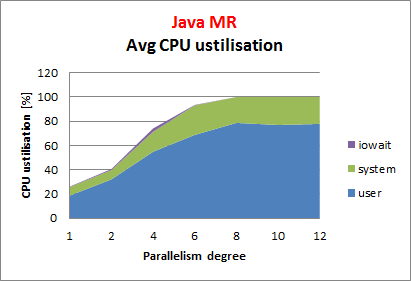 Java MR
Avg CPU ustilisation
CPU ustilisation [%]
120
100
80
60
40
20
0
1 2 4 6 8 10 12
Parallelism degree
iowait
system
user